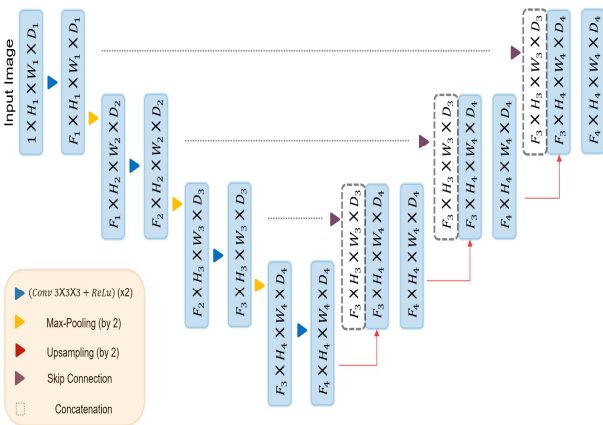 Input Image
1 × H₁ × W₁ × D₁
F₁ × H₁ × W₁ × D₁
F₁ × H₂ × W₂ × D₂
F₂ × H₂ × W₂ × D₂
F₂ × H₃ × W₃ × D₃
F₃ × H₃ × W₃ × D₃
F₃ × H₄ × W₄ × D₄
F₄ × H₄ × W₄ × D₄
F₃ × H₃ × W₃ × D₃
F₃ × H₄ × W₄ × D₄
F₄ × H₄ × W₄ × D₄
F₃ × H₃ × W₃ × D₃
F₃ × H₄ × W₄ × D₄
F₄ × H₄ × W₄ × D₄
F₃ × H₃ × W₃ × D₃
F₃ × H₄ × W₄ × D₄
F₄ × H₄ × W₄ × D₄
(Conv 3X3X3 + ReLu) (x2)
Max-Pooling (by 2)
Upsampling (by 2)
Skip Connection
Concatenation